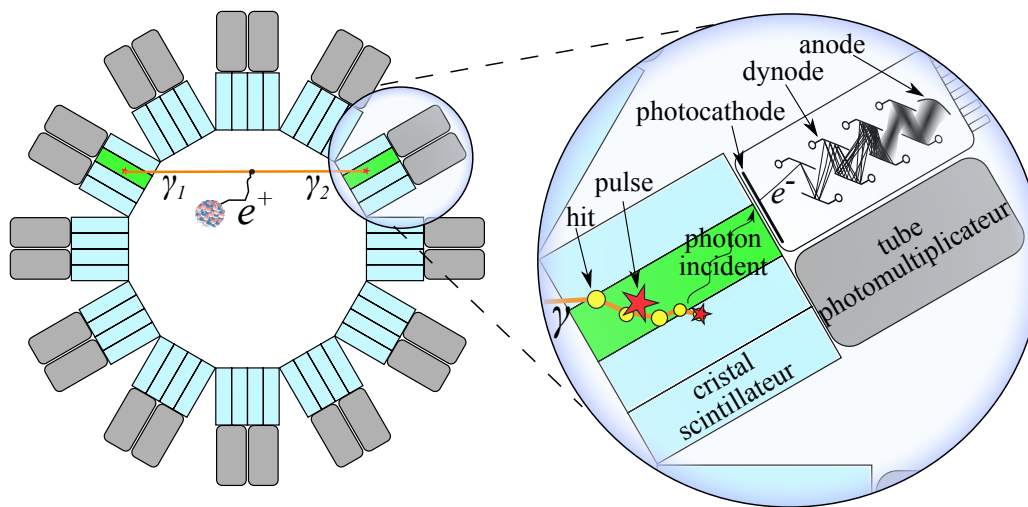 γ1
e+
γ2
anode
dynode
photocathode
pulse
hit
e-
photon
incident
γ
tube
photomultiplicateur
cristal
scintillateur